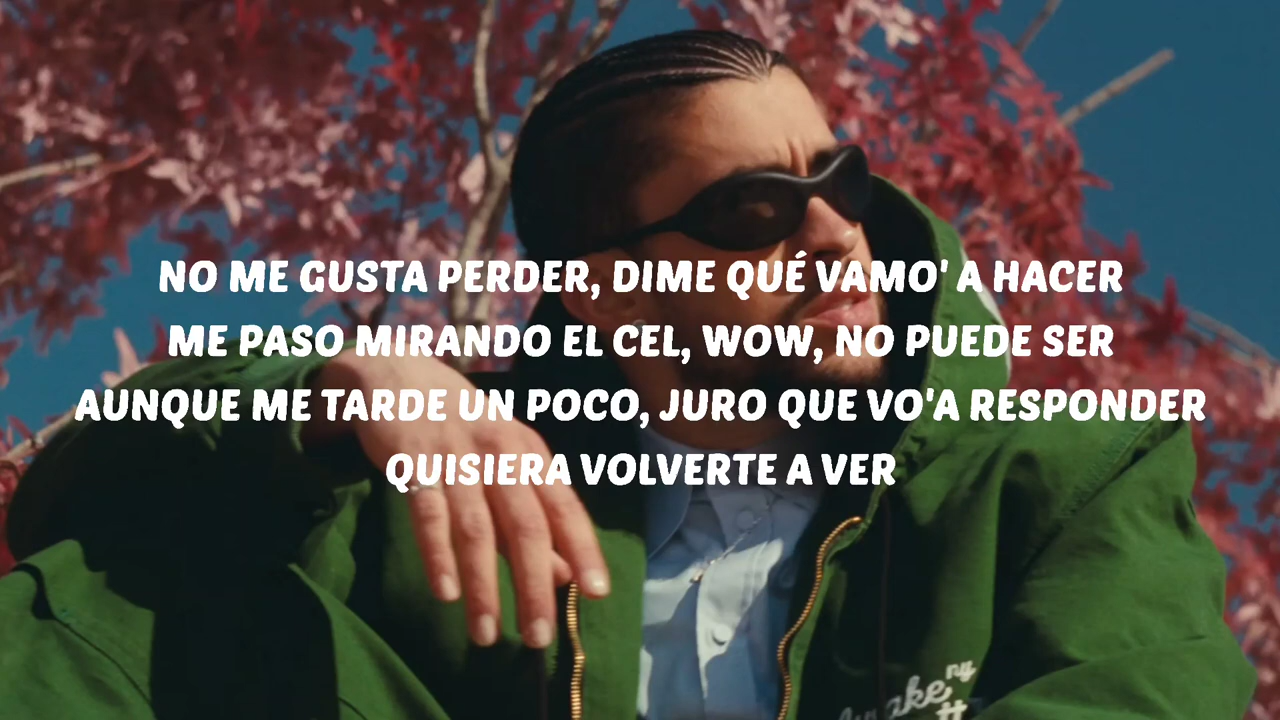 NO ME GUSTA PERDER, DIME QUÉ VAMO' A HACER
ME PASO MIRANDO EL CEL, WOW, NO PUEDE SER
AUNQUE ME TARDE UN POCO, JURO QUE VO'A RESPONDER
QUISIERA VOLVERTE A VER
ny